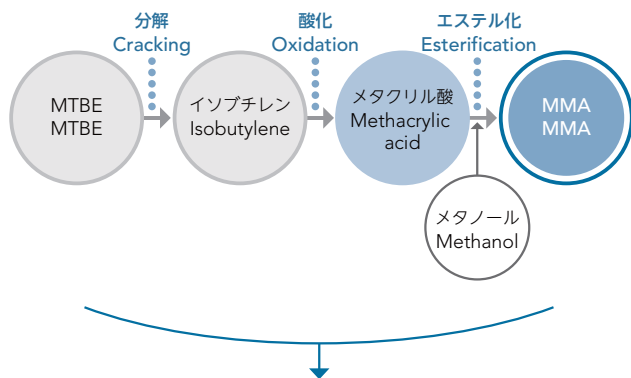 分解
Cracking
酸化
Oxidation
エステル化
Esterification
MTBE
MTBE
イソブチレン
Isobutylene
メタクリル酸
Methacrylic
acid
MMA
MMA
メタノール
Methanol